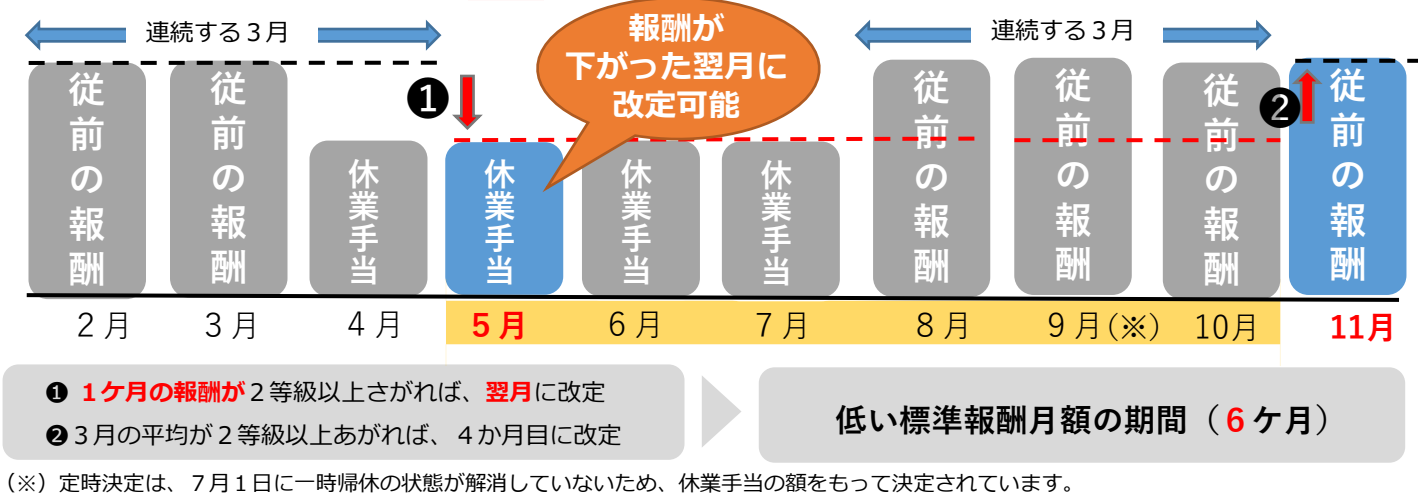 連続する３月
報酬が
下がった翌月に
改定可能
連続する３月
❶
❷
従前の報酬
従前の報酬
休業手当
休業手当
休業手当
休業手当
従前の報酬
従前の報酬
従前の報酬
従前の報酬
２月
３月
４月
５月
６月
７月
８月
９月(※)
10月
11月
❶ １ケ月の報酬が２等級以上さがれば、翌月に改定
❷３月の平均が２等級以上あがれば、４か月目に改定
低い標準報酬月額の期間（６ケ月）
（※）定時決定は、７月１日に一時帰休の状態が解消していないため、休業手当の額をもって決定されています。